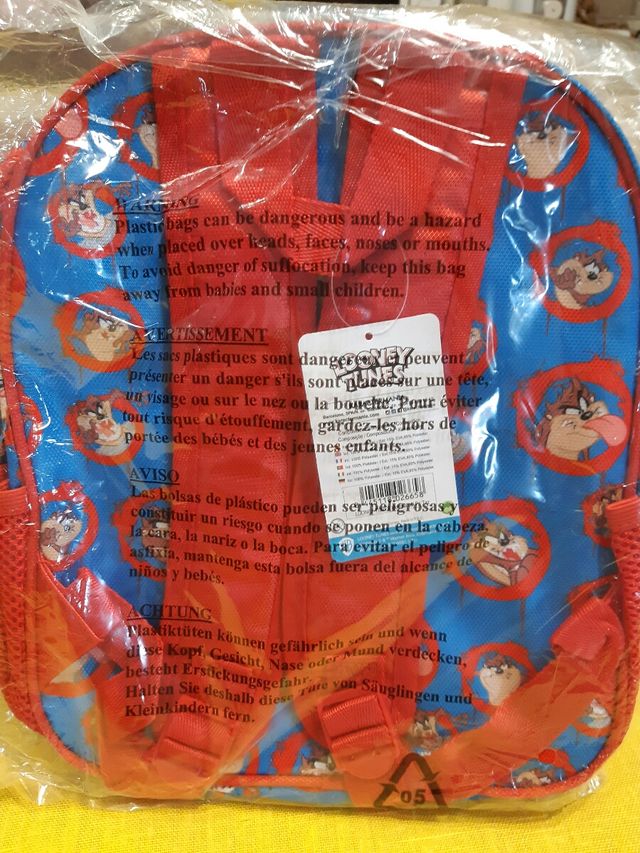 WARNING
Plastic bags can be dangerous and be a hazard
when placed over heads, faces, noses or mouths.
To avoid danger of suffocation, keep this bag
away from babies and small children.
AVERTISSEMENT
Les sacs plástiques sont dangereux et peuvent
présenter un danger s'ils sont placés sur une tête,
un visage ou sur le nez ou la bouche. Pour éviter
tout risque d'étouffement, gardez-les hors de
portée des bébés et des jeunes enfants.
AVISO
Las bolsas de plástico pueden ser peligrosas y
constituir un riesgo cuando se ponen en la cabeza,
la cara, la nariz o la boca. Para evitar el peligro de
asfixia, mantenga esta bolsa fuera del alcance de
niños y bebés.
ACHTUNG
Plastiktüten können gefährlich sein und wenn
diese Kopf, Gesicht, Nase oder Mund verdecken,
besteht Erstickungsgefahr.
Halten Sie deshalb diese Tüte von Säuglingen und
Kleinkindern fern.
LOONEY
TUNES
05